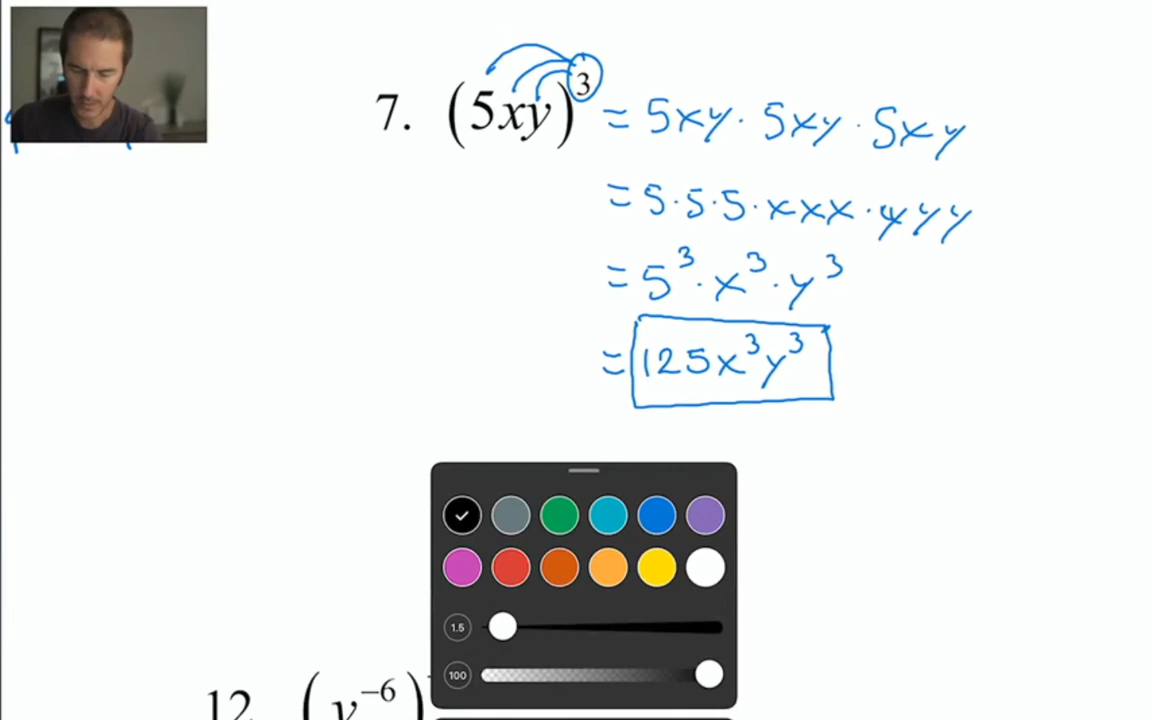 7. (5xy)³ = 5xy · 5xy · 5xy
= 5·5·5·xxx·yyy
= 5³·x³·y³
= 125x³y³
1.5
100
12. (y⁻⁶)